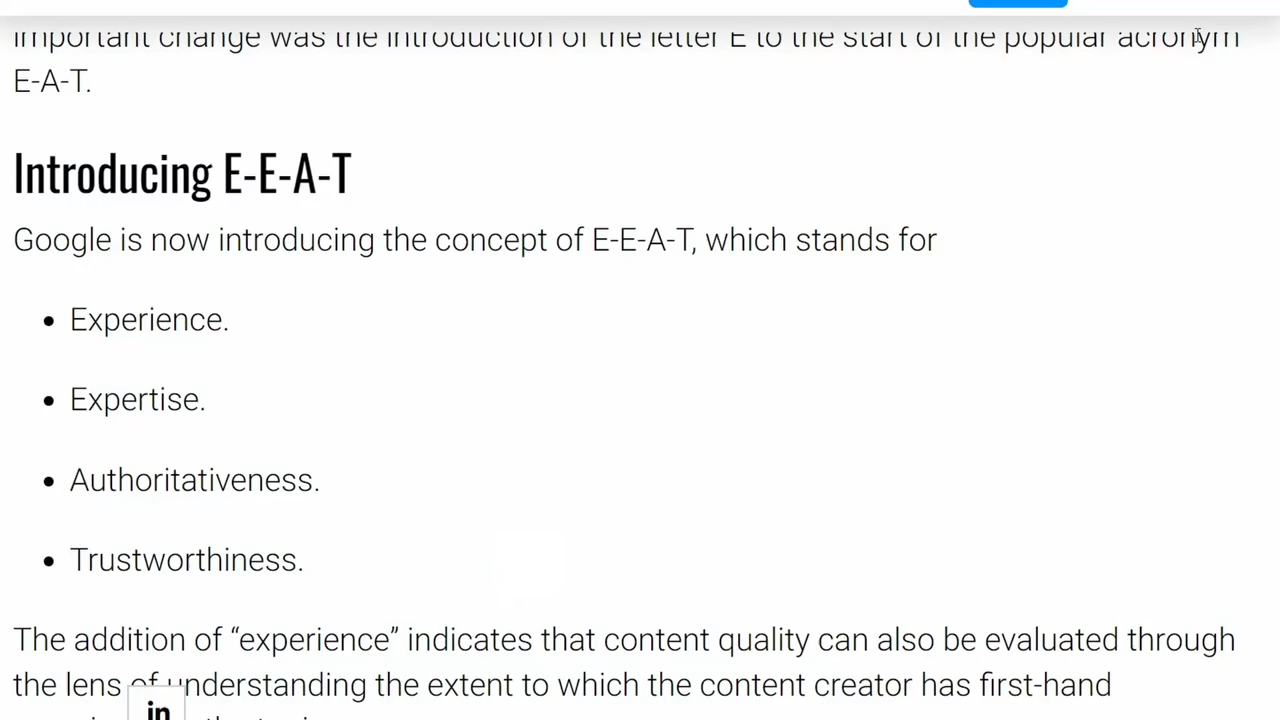 important change was the introduction of the letter E to the start of the popular acronym
E-A-T.
Introducing E-E-A-T
Google is now introducing the concept of E-E-A-T, which stands for
• Experience.
• Expertise.
• Authoritativeness.
• Trustworthiness.
The addition of “experience” indicates that content quality can also be evaluated through
the lens of understanding the extent to which the content creator has first-hand
in